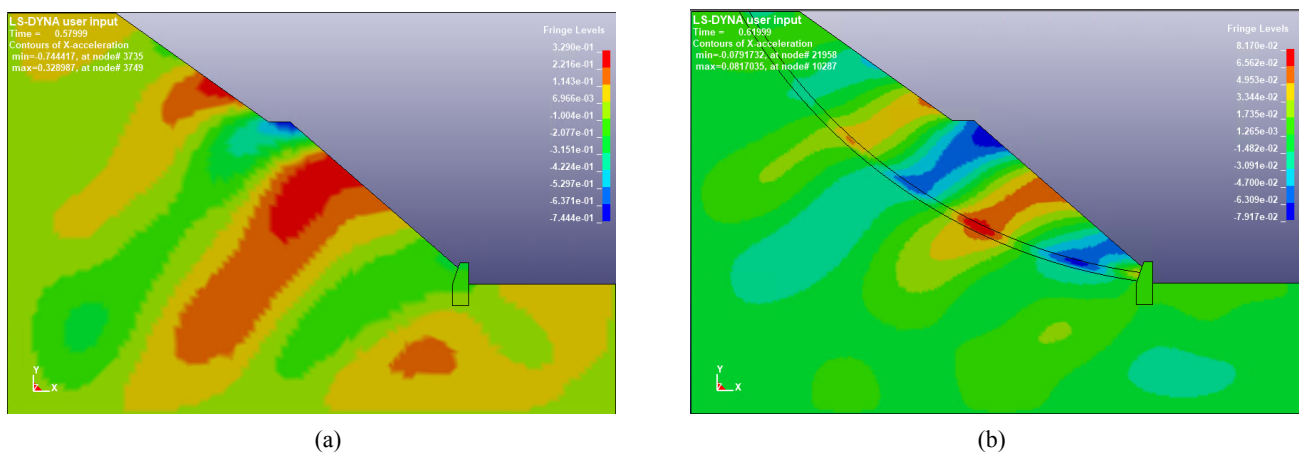 LS-DYNA user input
Time = 0.57999
Contours of X-acceleration
min=-0.744417, at node# 3735
max=0.328987, at node# 3749
Fringe Levels
3.290e-01
2.216e-01
1.143e-01
6.966e-03
-1.004e-01
-2.077e-01
-3.151e-01
-4.224e-01
-5.297e-01
-6.371e-01
-7.444e-01
Y
X
(a)
LS-DYNA user input
Time = 0.61999
Contours of X-acceleration
min=-0.0791732, at node# 21958
max=0.0817035, at node# 10287
Fringe Levels
8.170e-02
6.562e-02
4.953e-02
3.344e-02
1.735e-02
1.265e-03
-1.482e-02
-3.091e-02
-4.700e-02
-6.309e-02
-7.917e-02
Y
X
(b)